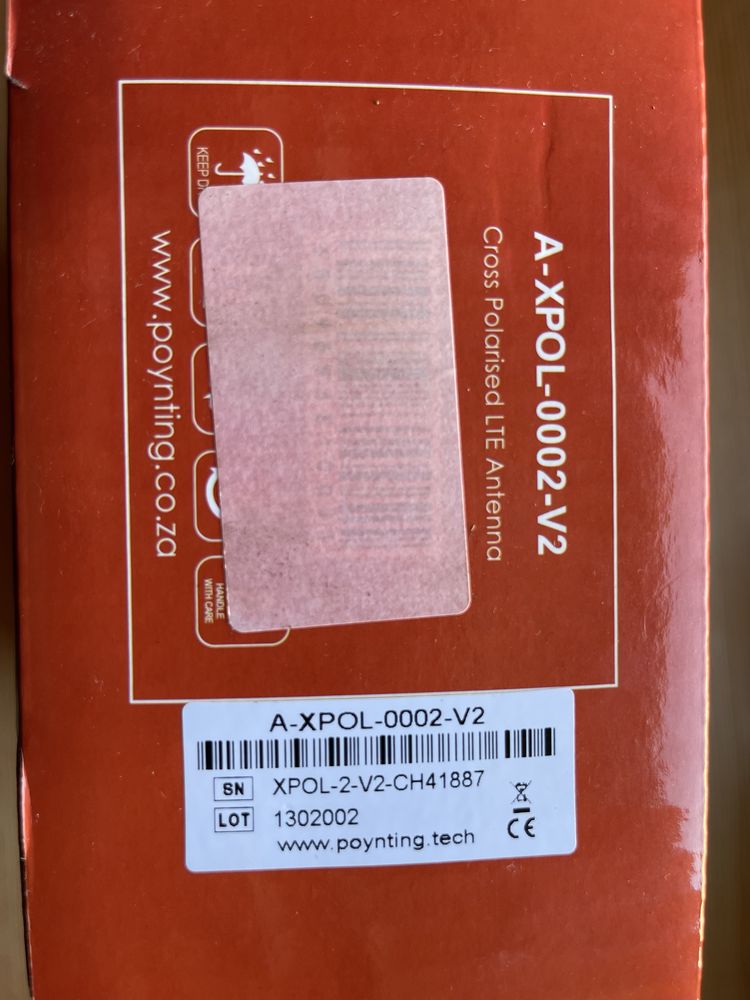 A-XPOL-0002-V2
Cross Polarised LTE Antenna
KEEP
HANDLE
WITH CARE
www.poynting.co.za
A-XPOL-0002-V2
SN XPOL-2-V2-CH41887
LOT 1302002
www.poynting.tech
CE